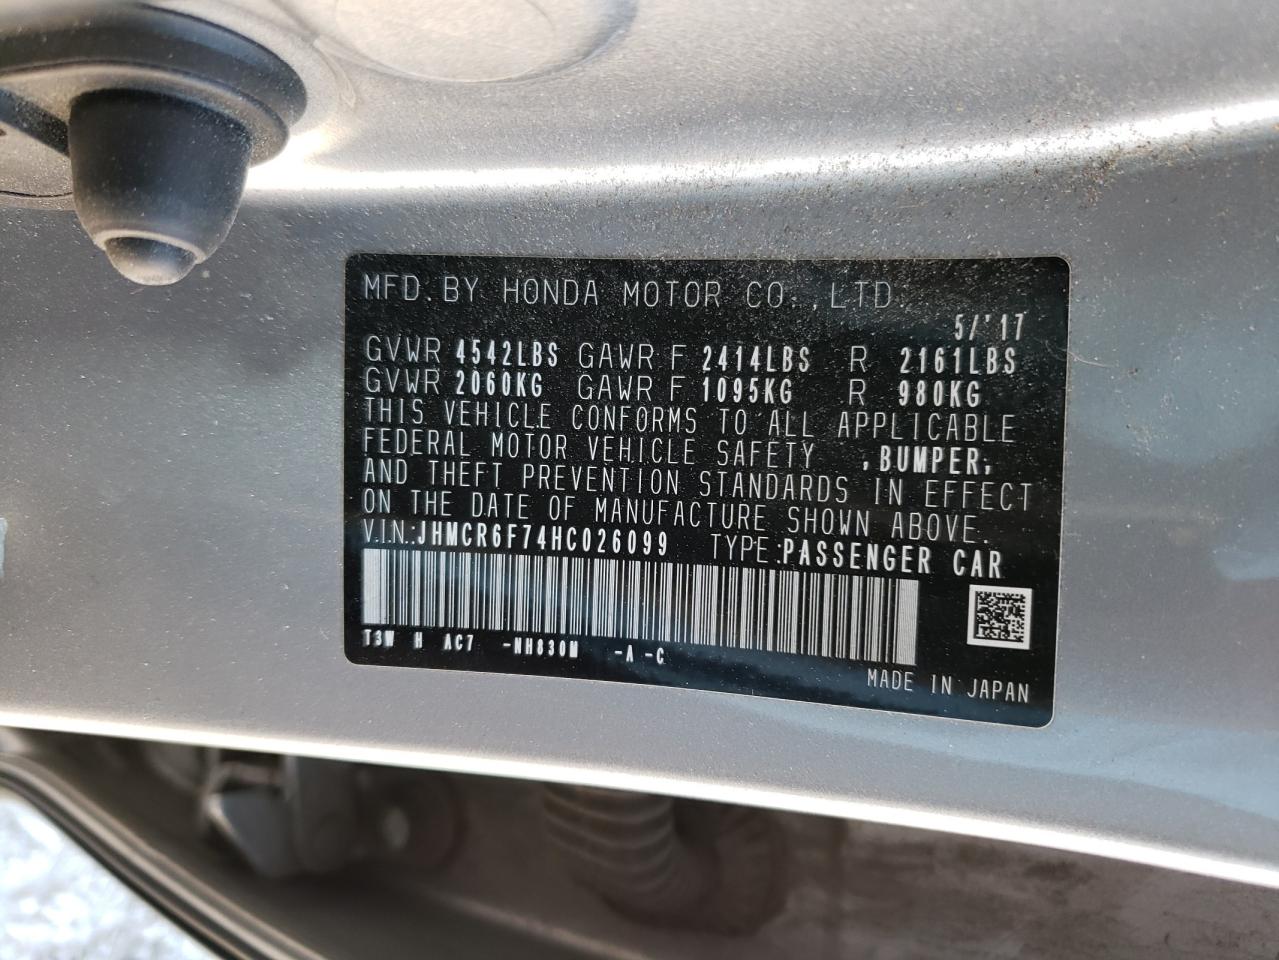 MFD. BY HONDA MOTOR CO.,LTD.
5/'17
GVWR 4542LBS GAWR F 2414LBS R 2161LBS
GVWR 2060KG GAWR F 1095KG R 980KG
THIS VEHICLE CONFORMS TO ALL APPLICABLE
FEDERAL MOTOR VEHICLE SAFETY ,BUMPER,
AND THEFT PREVENTION STANDARDS IN EFFECT
ON THE DATE OF MANUFACTURE SHOWN ABOVE.
V.I.N.:JHMCR6F74HC026099 TYPE:PASSENGER CAR
T3W H AC7 -NH830M -A -C
MADE IN JAPAN